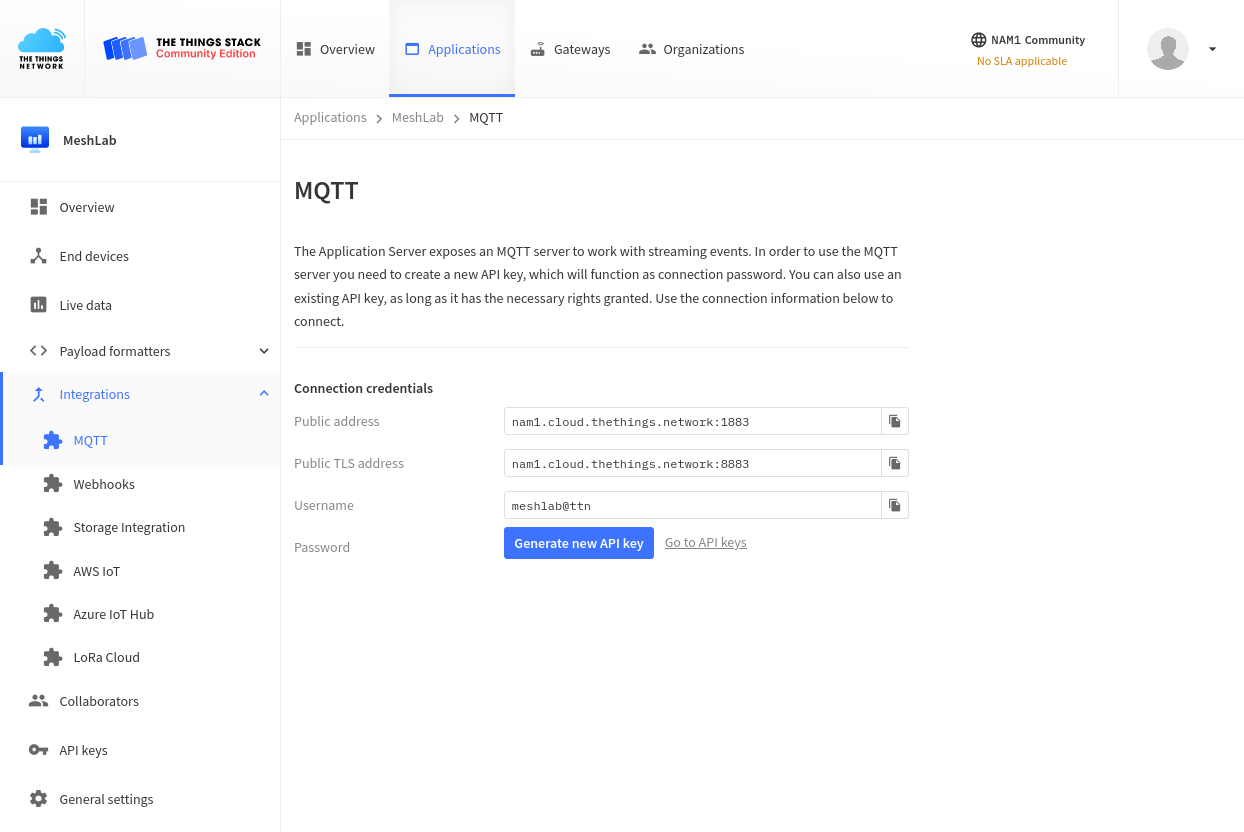 THE THINGS
NETWORK
THE THINGS STACK
Community Edition
Overview
Applications
Gateways
Organizations
NAM1 Community
No SLA applicable
MeshLab
Overview
End devices
Live data
Payload formatters
Integrations
MQTT
Webhooks
Storage Integration
AWS IoT
Azure IoT Hub
LoRa Cloud
Collaborators
API keys
General settings
Applications > MeshLab > MQTT
MQTT
The Application Server exposes an MQTT server to work with streaming events. In order to use the MQTT
server you need to create a new API key, which will function as connection password. You can also use an
existing API key, as long as it has the necessary rights granted. Use the connection information below to
connect.
Connection credentials
Public address nam1.cloud.thethings.network:1883
Public TLS address nam1.cloud.thethings.network:8883
Username meshlab@ttn
Password Generate new API key Go to API keys